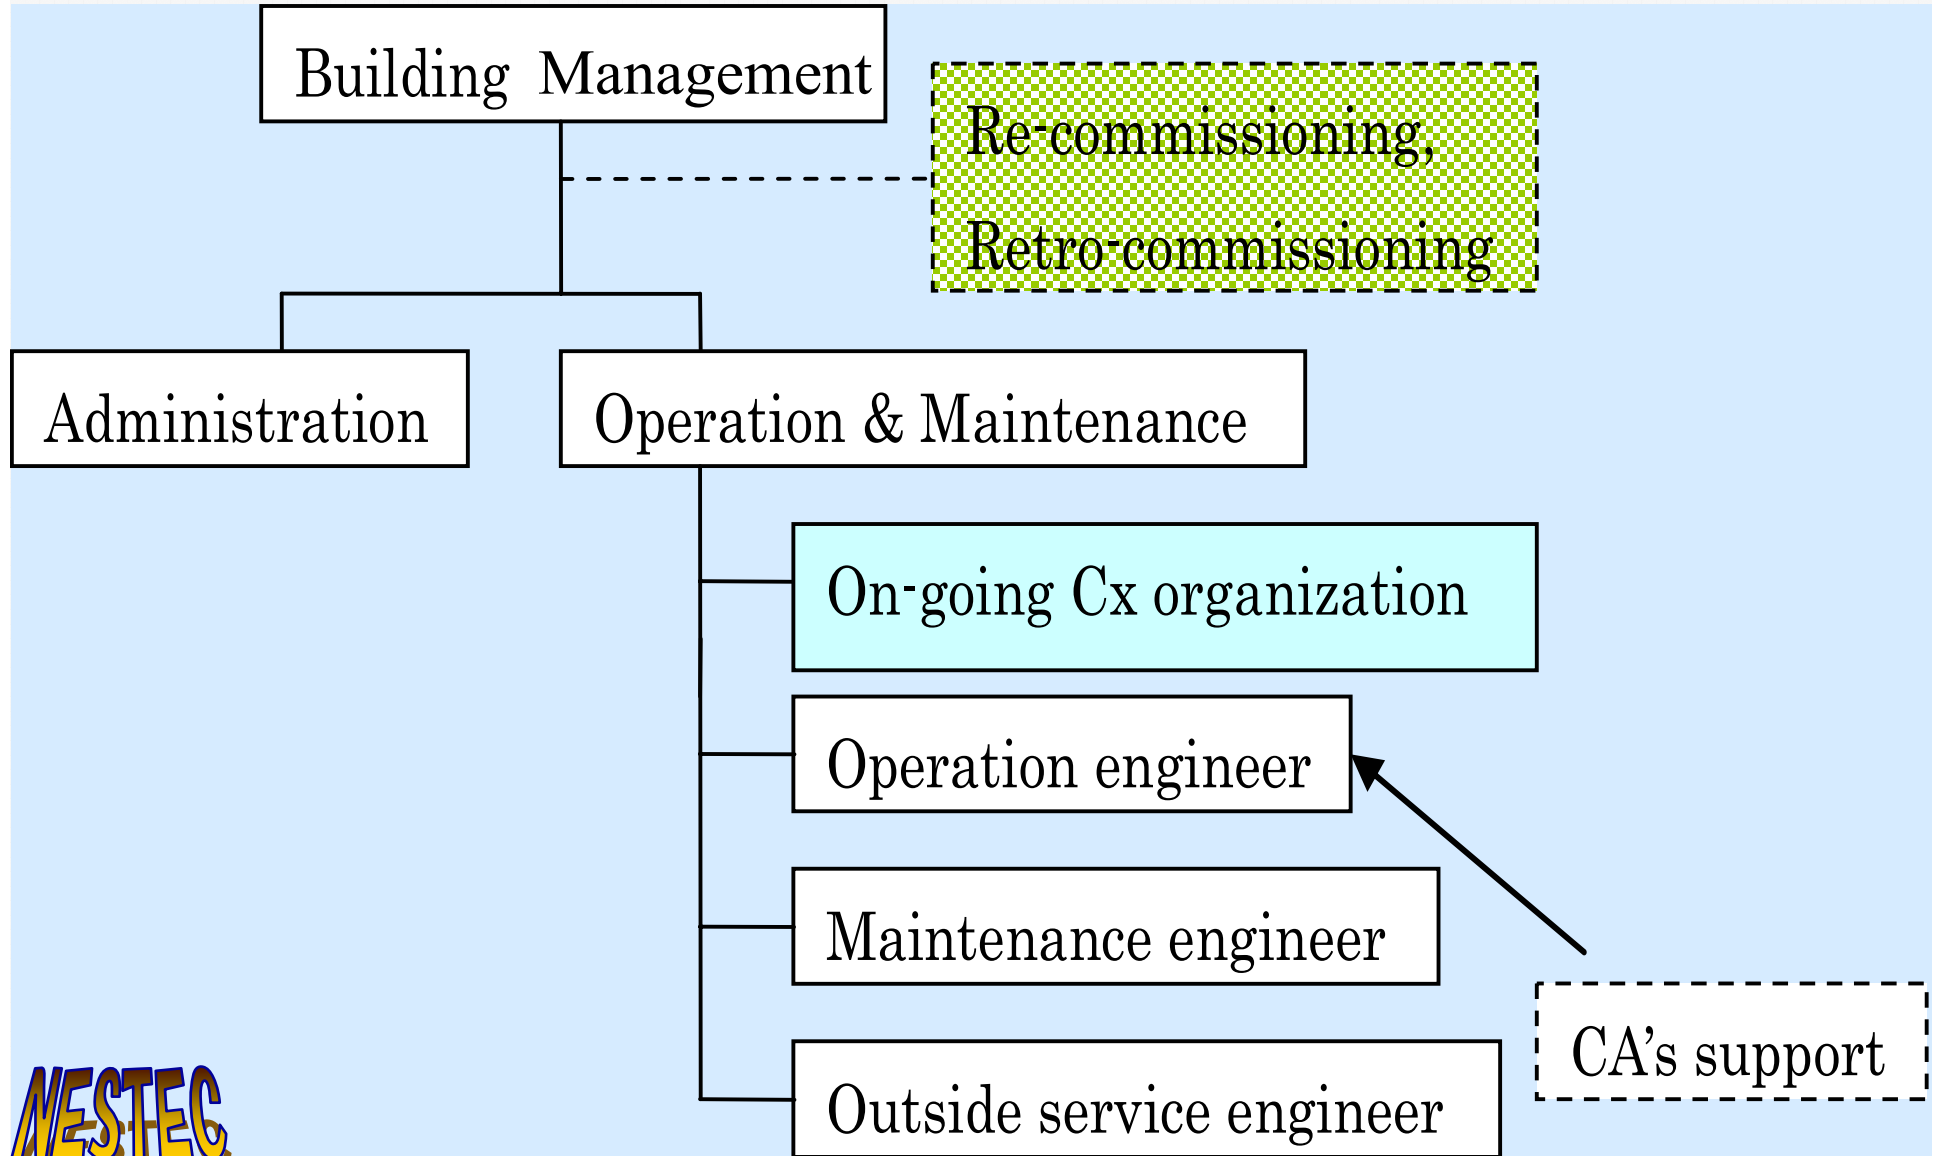 Building Management
Re-commissioning,
Retro-commissioning
Administration
Operation & Maintenance
On-going Cx organization
Operation engineer
Maintenance engineer
CA’s support
Outside service engineer
NESTEC